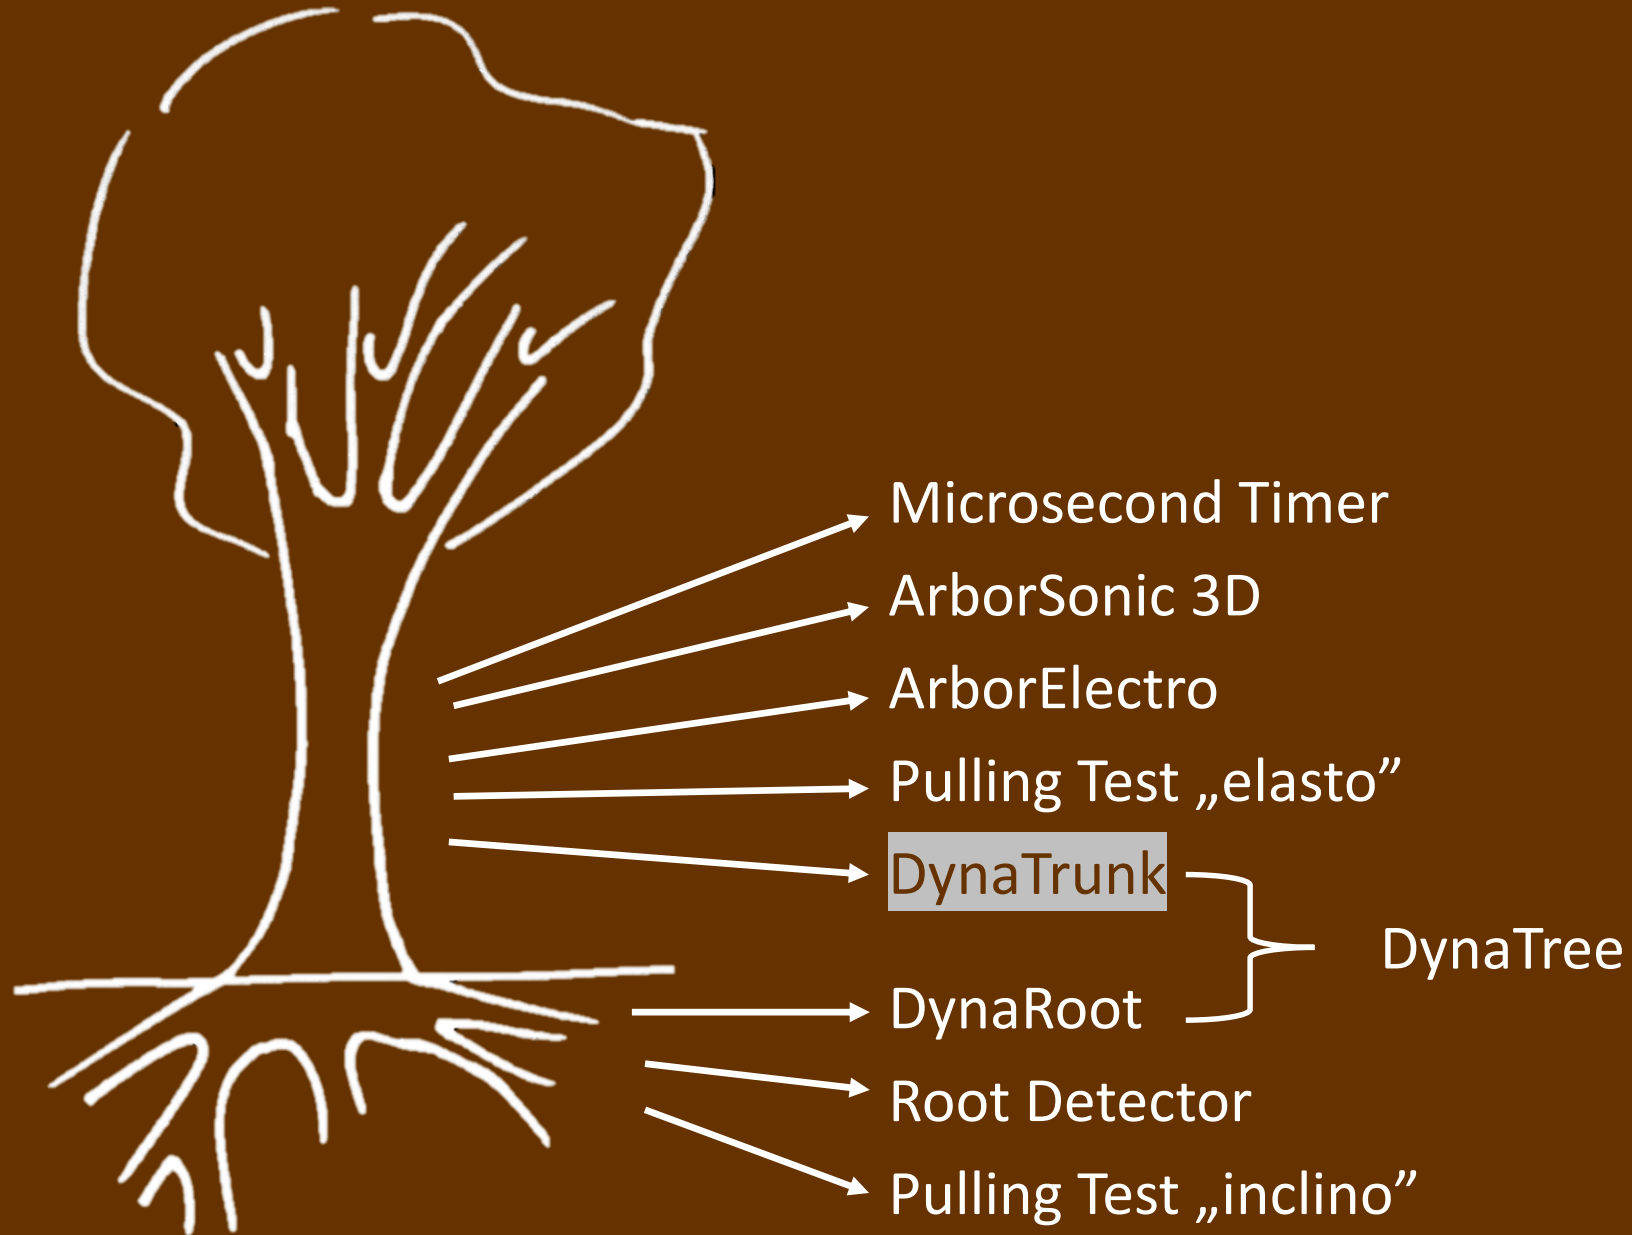 Microsecond Timer
ArborSonic 3D
ArborElectro
Pulling Test „elasto”
DynaTrunk
DynaTree
DynaRoot
Root Detector
Pulling Test „inclino”